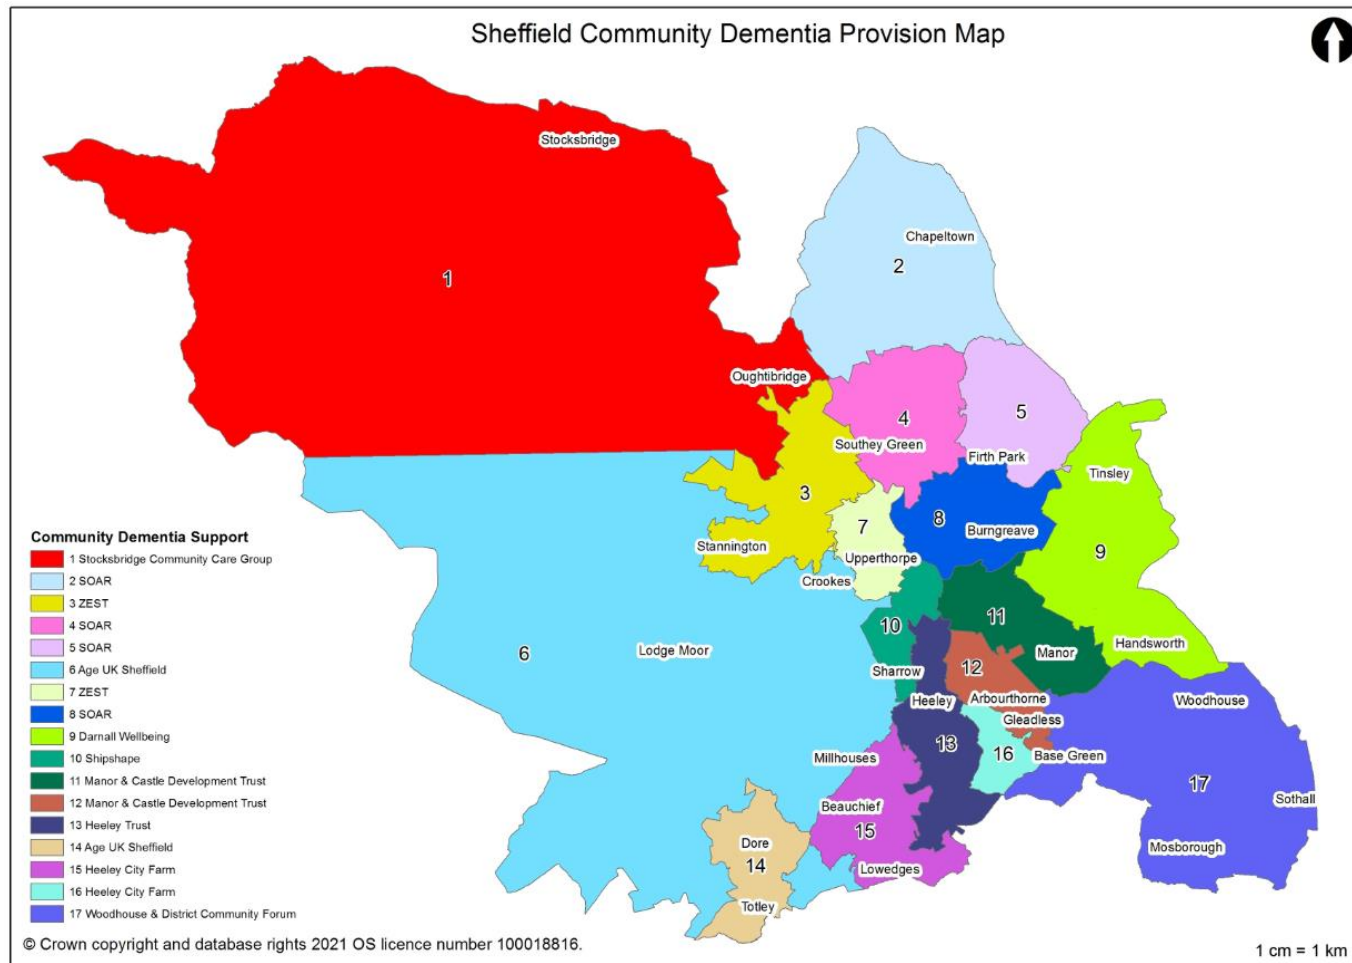 Sheffield Community Dementia Provision Map
Stocksbridge
Chapeltown
2
1
Oughtibridge
4
5
Southey Green
Firth Park
Tinsley
3
7
8
Burngreave
Stannington
Upperthorpe
9
Crookes
11
10
Lodge Moor
6
Manor
Handsworth
Sharrow
12
Heeley
Arbourthorne
Woodhouse
Gleadless
13
16
Base Green
Millhouses
17
Sothall
Beauchief
15
Dore
14
Mosborough
Lowedges
Totley
Community Dementia Support
1 Stocksbridge Community Care Group
2 SOAR
3 ZEST
4 SOAR
5 SOAR
6 Age UK Sheffield
7 ZEST
8 SOAR
9 Darnall Wellbeing
10 Shipshape
11 Manor & Castle Development Trust
12 Manor & Castle Development Trust
13 Heeley Trust
14 Age UK Sheffield
15 Heeley City Farm
16 Heeley City Farm
17 Woodhouse & District Community Forum
© Crown copyright and database rights 2021 OS licence number 100018816.
1 cm = 1 km